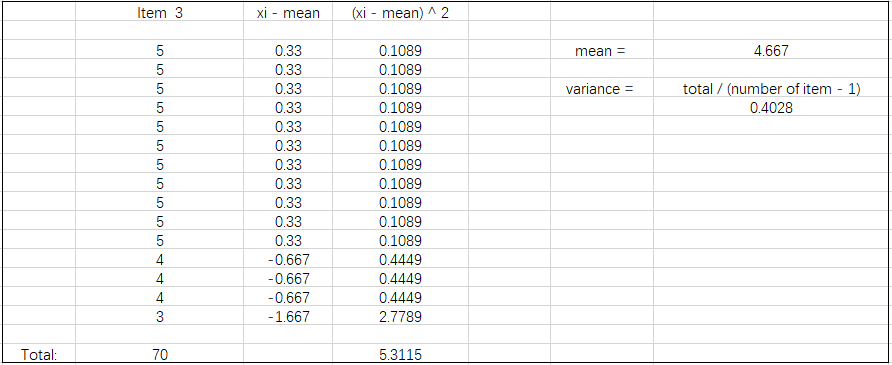 Item 3 xi - mean (xi - mean) ^ 2
5 0.33 0.1089 mean = 4.667
5 0.33 0.1089
5 0.33 0.1089 variance = total / (number of item - 1)
5 0.33 0.1089 0.4028
5 0.33 0.1089
5 0.33 0.1089
5 0.33 0.1089
5 0.33 0.1089
5 0.33 0.1089
5 0.33 0.1089
5 0.33 0.1089
4 -0.667 0.4449
4 -0.667 0.4449
4 -0.667 0.4449
3 -1.667 2.7789
Total: 70 5.3115